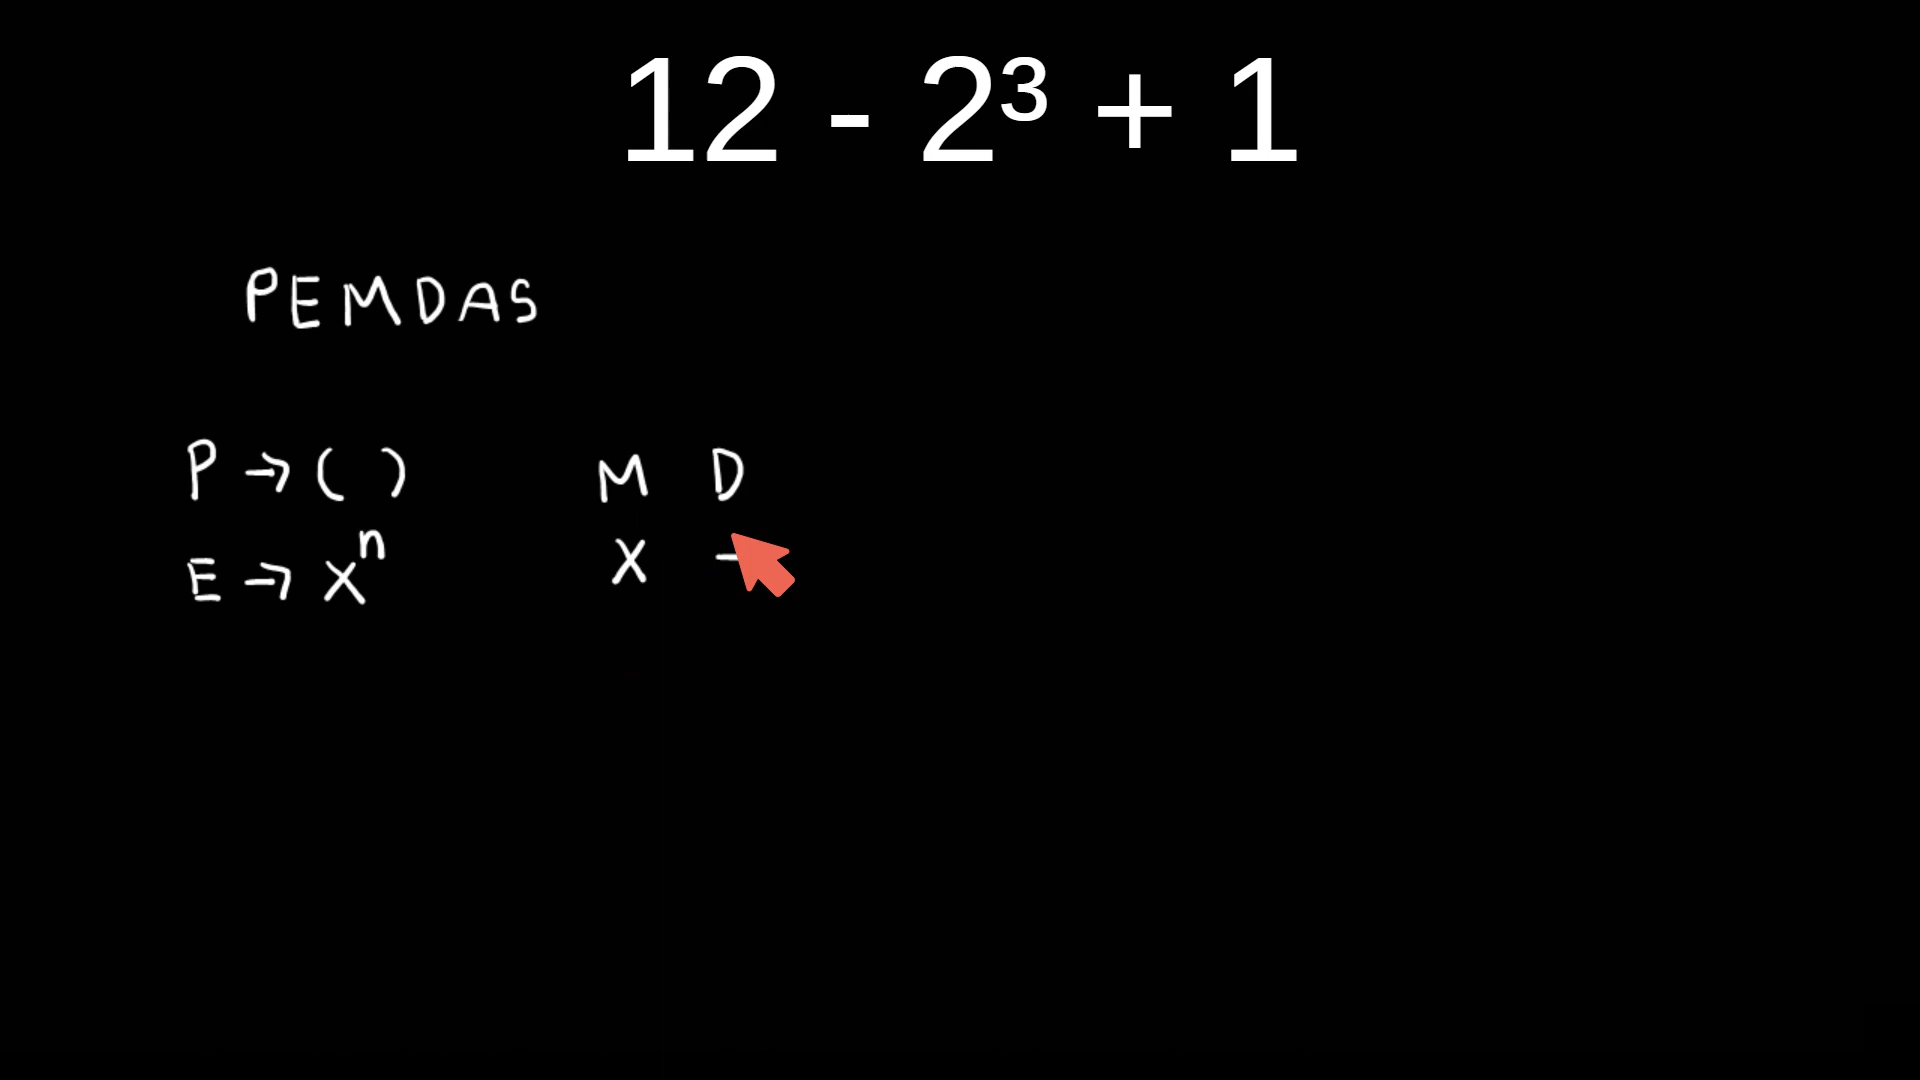 12 - 2³ + 1
PEMDAS
P → ( )
E → xⁿ
M D
X